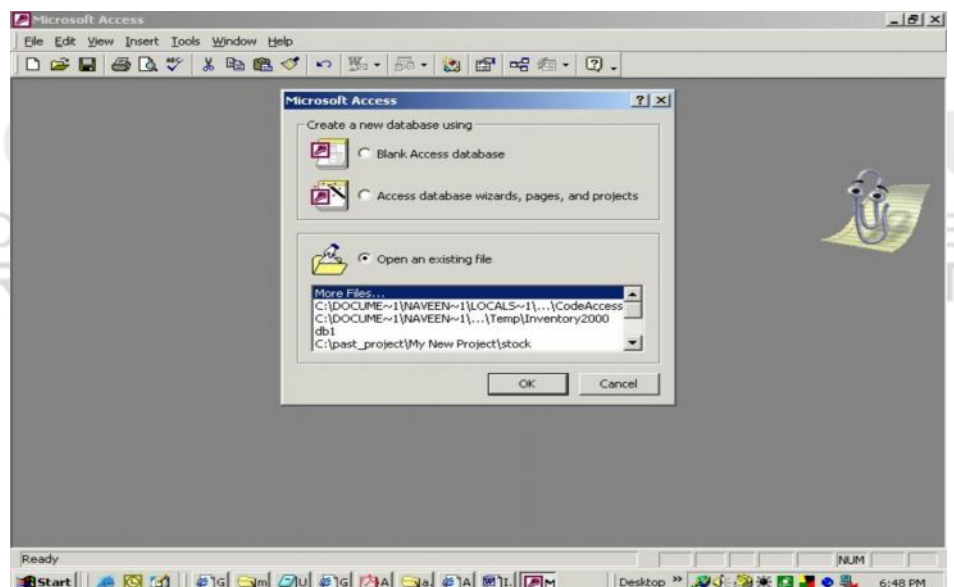 Microsoft Access
File Edit View Insert Tools Window Help
Microsoft Access
Create a new database using
Blank Access database
Access database wizards, pages, and projects
Open an existing file
More Files...
C:\DOCUME~1\NAVEEN~1\LOCALS~1\...\CodeAccess
C:\DOCUME~1\NAVEEN~1\...\Temp\Inventory2000
db1
C:\past_project\My New Project\stock
OK Cancel
Ready NUM
Start G m U G A a. A I. M Desktop » 6:48 PM